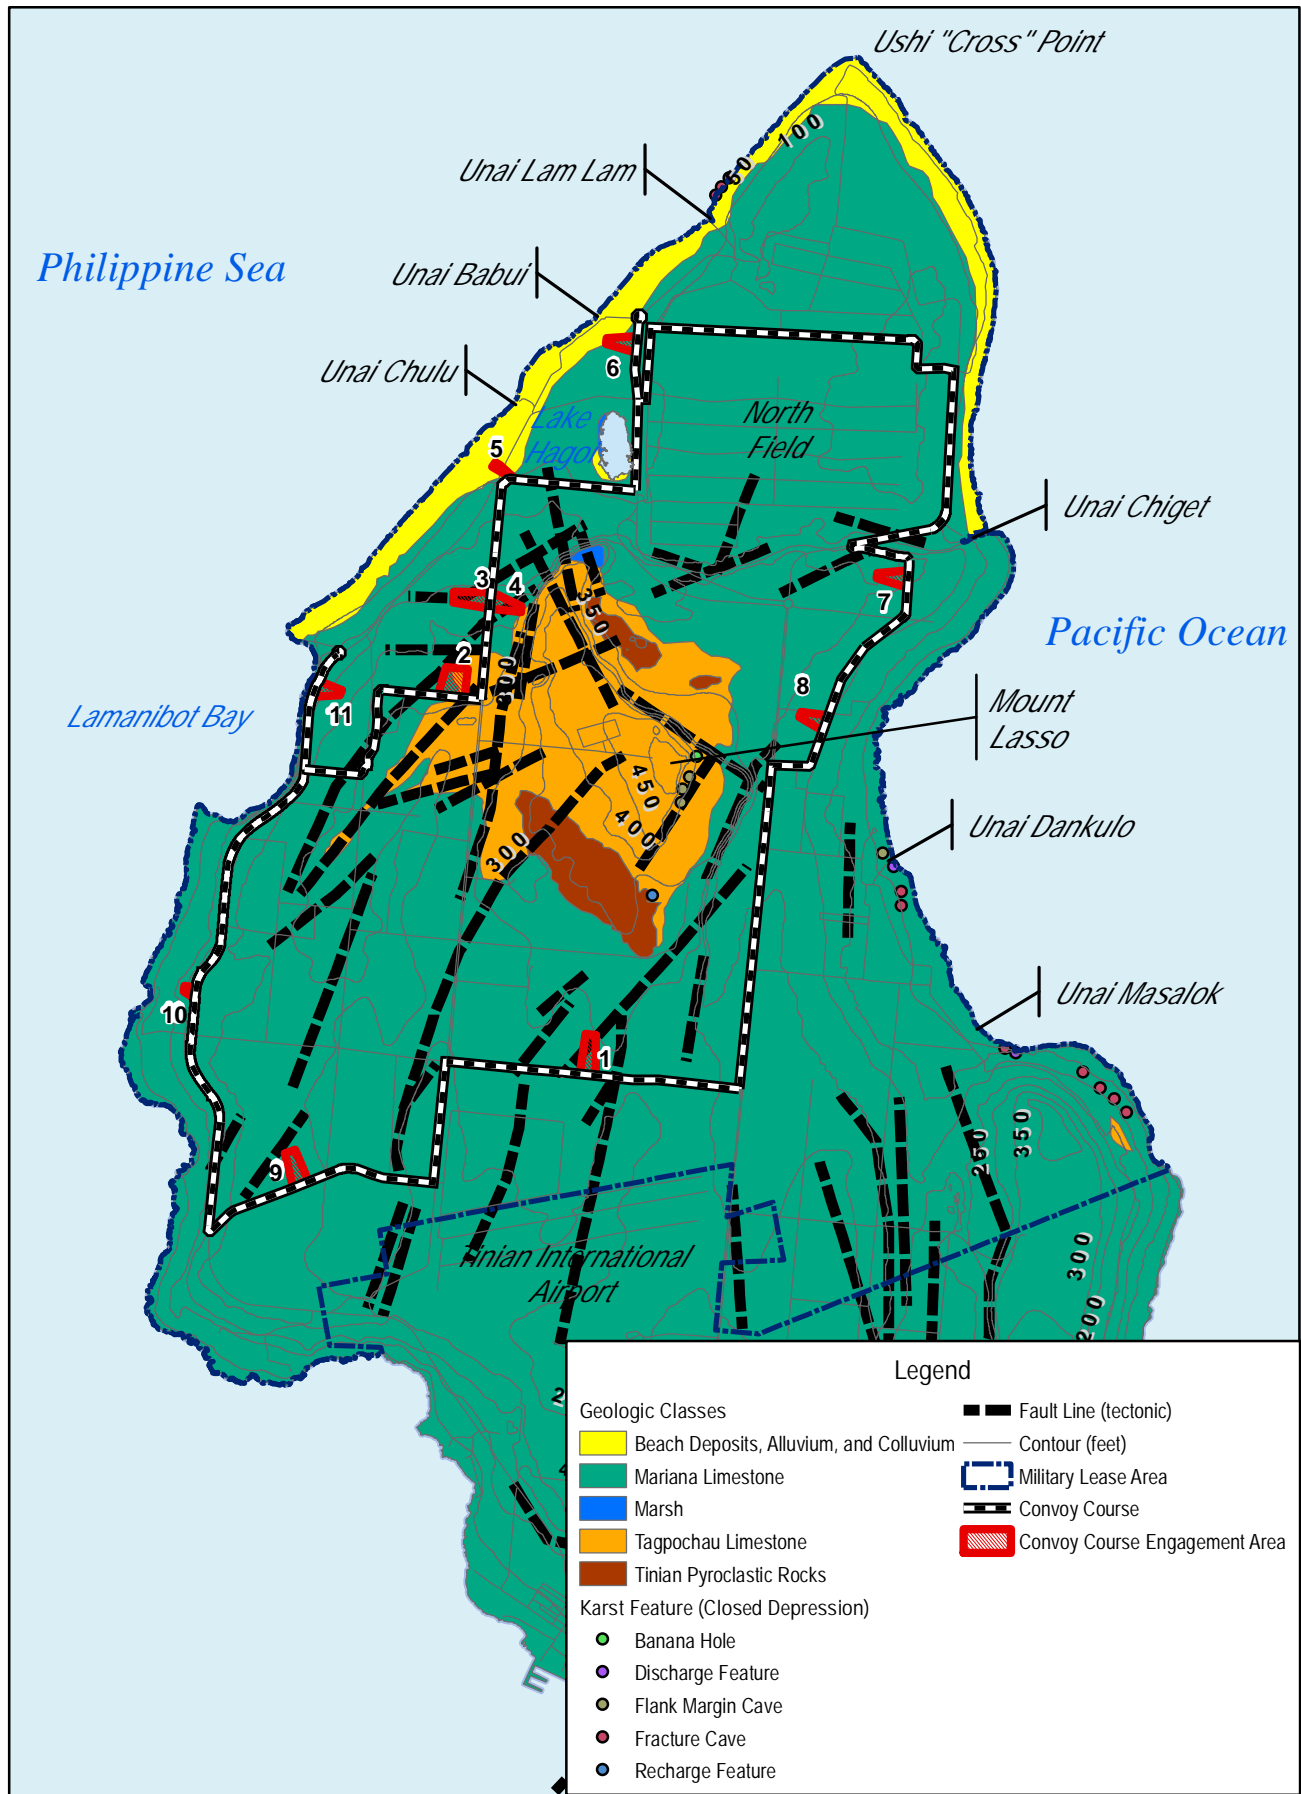 Ushi "Cross" Point
100
50
Unai Lam Lam
Philippine Sea
Unai Babui
6
Unai Chulu
Lake
Hagoi
North
Field
5
Unai Chiget
3
4
350
7
Pacific Ocean
2
300
8
11
Lamanibot Bay
Mount
Lasso
450
400
300
Unai Dankulo
10
Unai Masalok
1
250
350
9
Tinian International
Airport
300
200
Legend
Geologic Classes
Beach Deposits, Alluvium, and Colluvium
Mariana Limestone
Marsh
Tagpochau Limestone
Tinian Pyroclastic Rocks
Karst Feature (Closed Depression)
Banana Hole
Discharge Feature
Flank Margin Cave
Fracture Cave
Recharge Feature
Fault Line (tectonic)
Contour (feet)
Military Lease Area
Convoy Course
Convoy Course Engagement Area